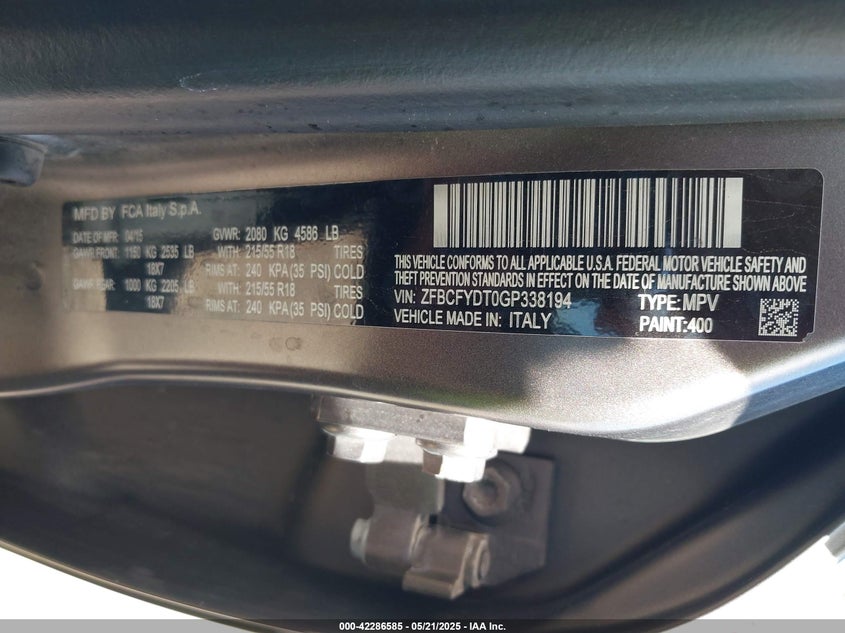 MFD BY FCA Italy S.p.A.
DATE OF MFR: 04/15 GVWR: 2080 KG 4586 LB
GAWR FRONT: 1150 KG 2535 LB WITH: 215/55 R18 TIRES
18X7 RIMS AT: 240 KPA (35 PSI) COLD
GAWR REAR: 1000 KG 2205 LB WITH: 215/55 R18 TIRES
18X7 RIMS AT: 240 KPA (35 PSI) COLD
THIS VEHICLE CONFORMS TO ALL APPLICABLE U.S.A. FEDERAL MOTOR VEHICLE SAFETY AND
THEFT PREVENTION STANDARDS IN EFFECT ON THE DATE OF MANUFACTURE SHOWN ABOVE
VIN: ZFBCFYDT0GP338194 TYPE: MPV
VEHICLE MADE IN: ITALY PAINT: 400
000-42286585 - 05/21/2025 - IAA Inc.